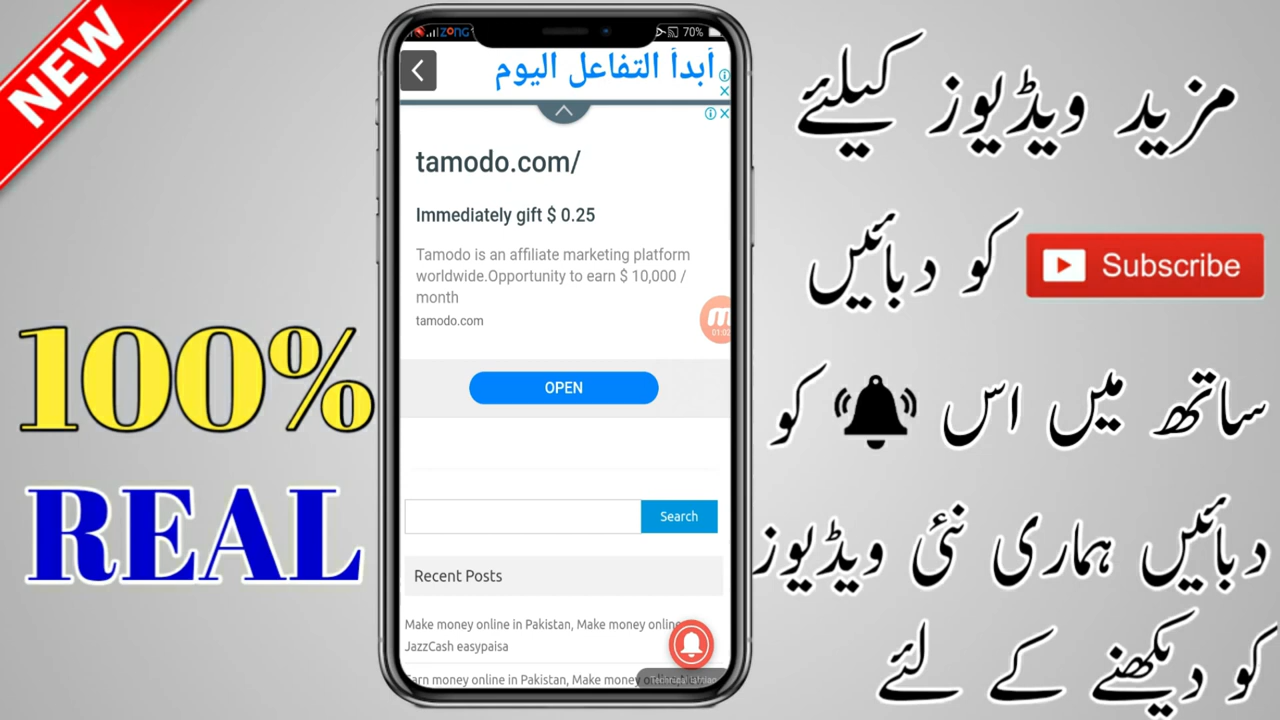 NEW
100%
REAL
ZONG
70%
أبدأ التفاعل اليوم
tamodo.com/
Immediately gift $ 0.25
Tamodo is an affiliate marketing platform
worldwide.Opportunity to earn $ 10,000 /
month
tamodo.com
01:02
OPEN
Search
Recent Posts
Make money online in Pakistan, Make money online
JazzCash easypaisa
Earn money online in Pakistan, Make money
مزید ویڈیوز کیلئے
Subscribe کو دبائیں
ساتھ میں اس کو
دبائیں ہماری نئی ویڈیوز
کو دیکھنے کے لئے